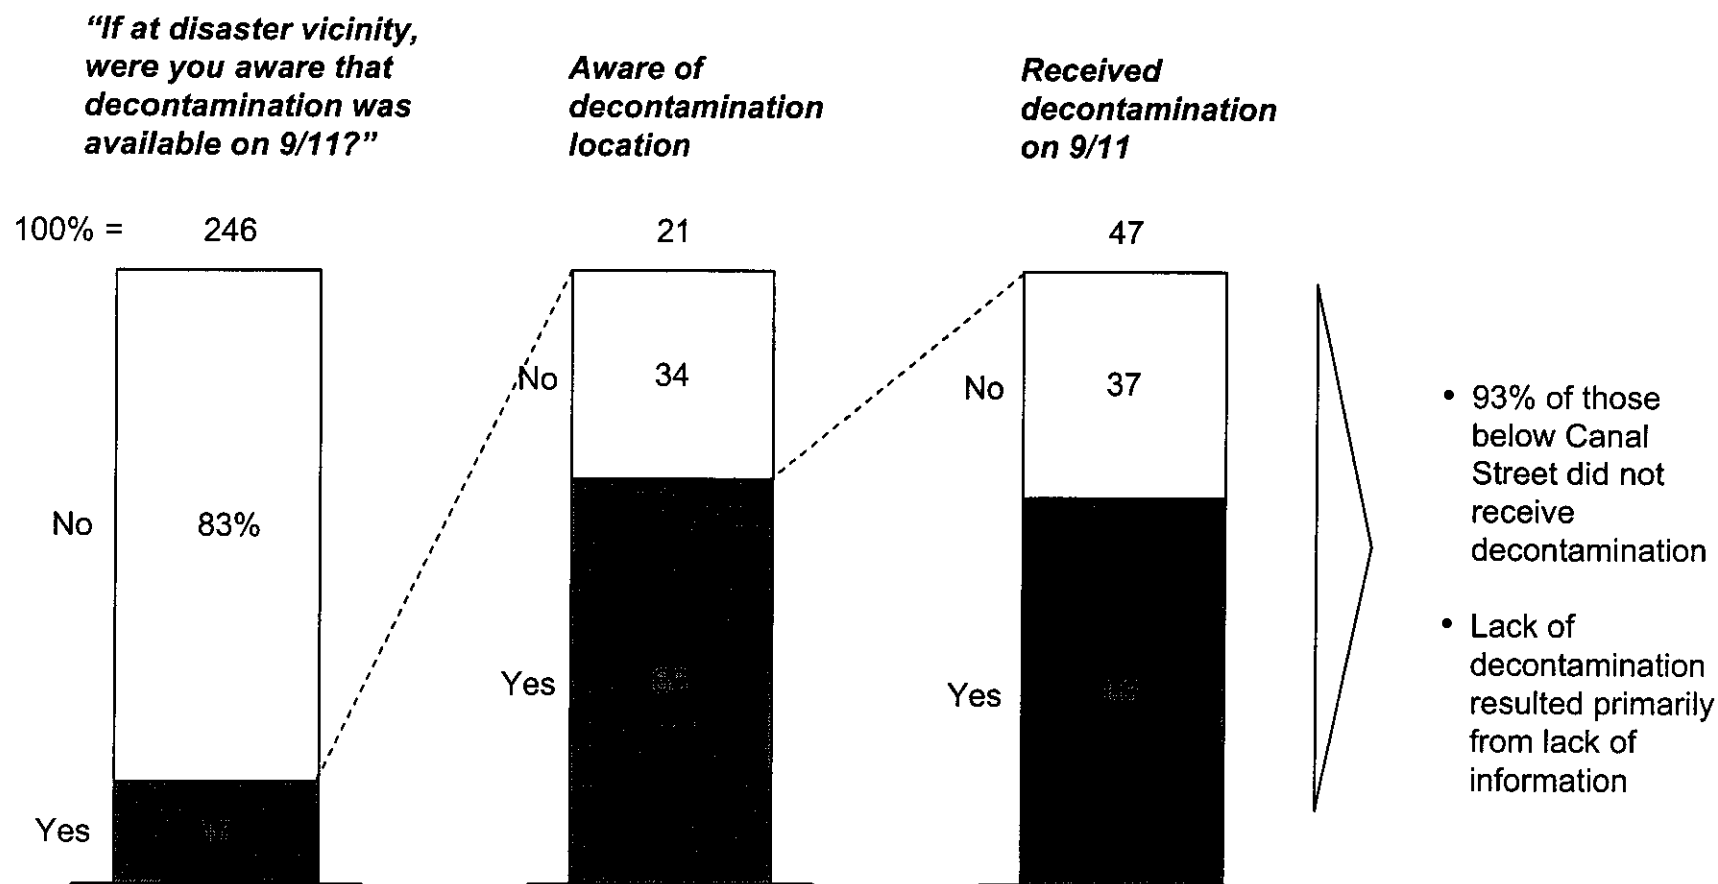 “If at disaster vicinity,
were you aware that
decontamination was
available on 9/11?”
Aware of
decontamination
location
Received
decontamination
on 9/11
100% = 246 21 47
No 83%
Yes
No 34
Yes
No 37
Yes
• 93% of those
below Canal
Street did not
receive
decontamination
• Lack of
decontamination
resulted primarily
from lack of
information